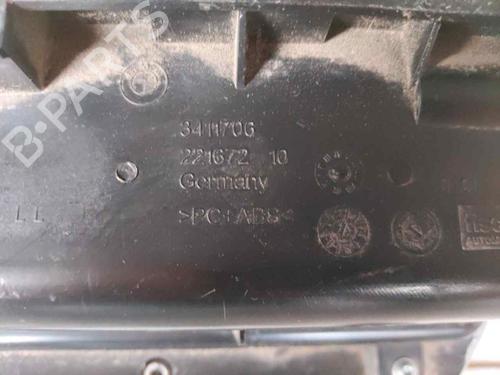 B-PARTS
3411706
221672 10
Germany
>PC+ABS<